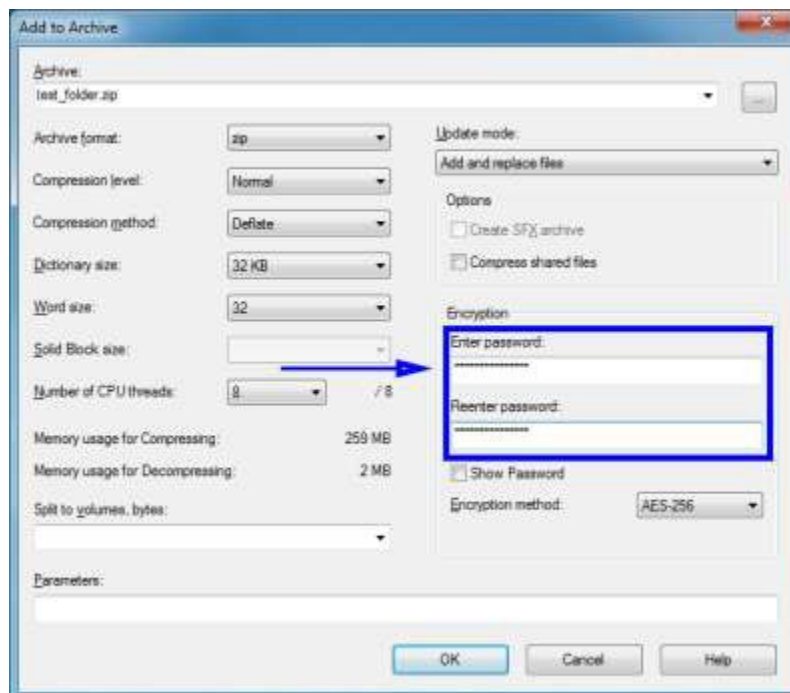 Add to Archive
Archive:
test_folder.zip
...
Archive format:
zip
Compression level:
Normal
Compression method:
Deflate
Dictionary size:
32 KB
Word size:
32
Solid Block size:
Number of CPU threads:
8
/ 8
Memory usage for Compressing:
259 MB
Memory usage for Decompressing:
2 MB
Split to volumes, bytes:
Update mode:
Add and replace files
Options
Create SFX archive
Compress shared files
Encryption
Enter password:
Reenter password:
Show Password
Encryption method:
AES-256
Parameters:
OK
Cancel
Help